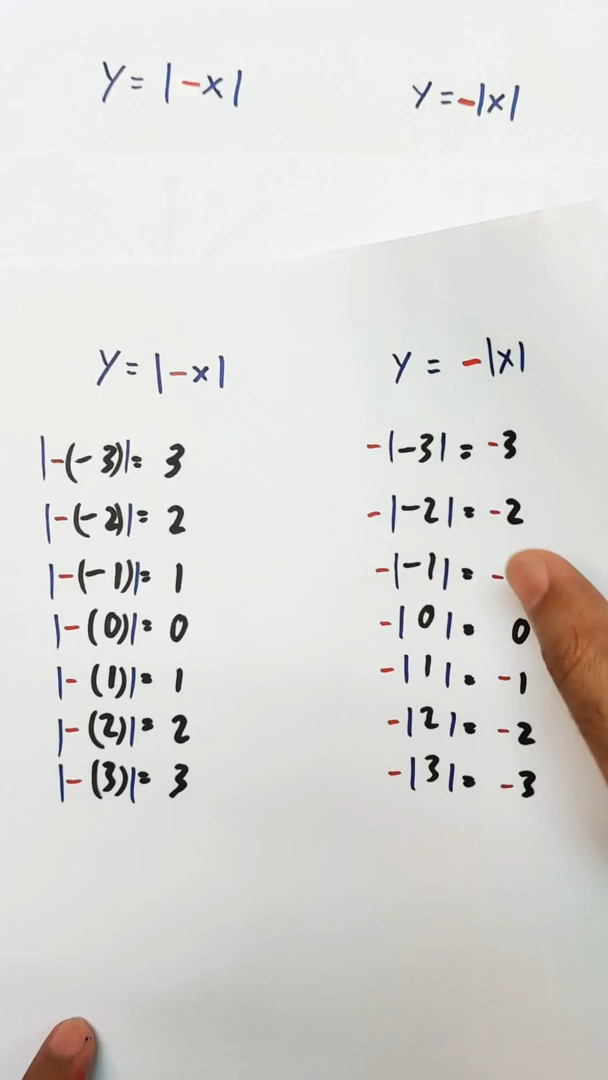 y = |-x|
y = -|x|
y = |-x|
y = -|x|
|-(-3)| = 3
-|-3| = -3
|-(-2)| = 2
-|-2| = -2
|-(-1)| = 1
-|-1| = -
|-(0)| = 0
-|0| = 0
|-(1)| = 1
-|1| = -1
|-(2)| = 2
-|2| = -2
|-(3)| = 3
-|3| = -3